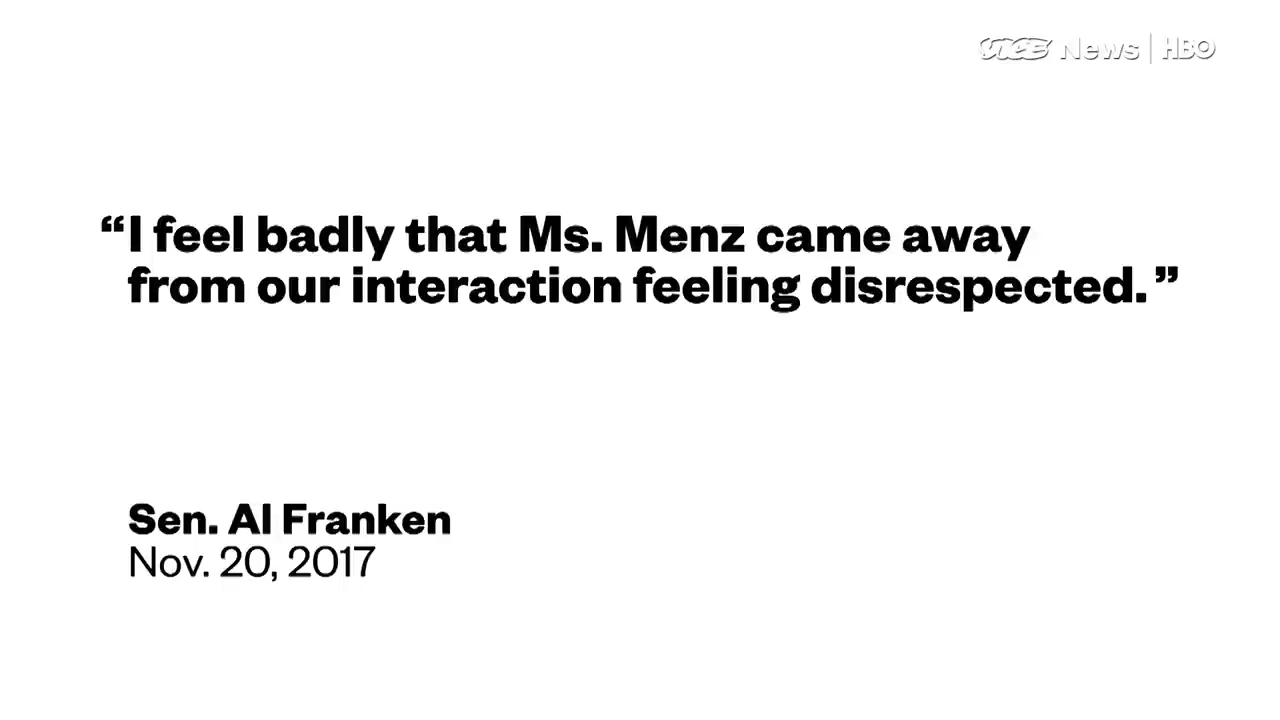 VICE News | HBO
“I feel badly that Ms. Menz came away
from our interaction feeling disrespected.”
Sen. Al Franken
Nov. 20, 2017